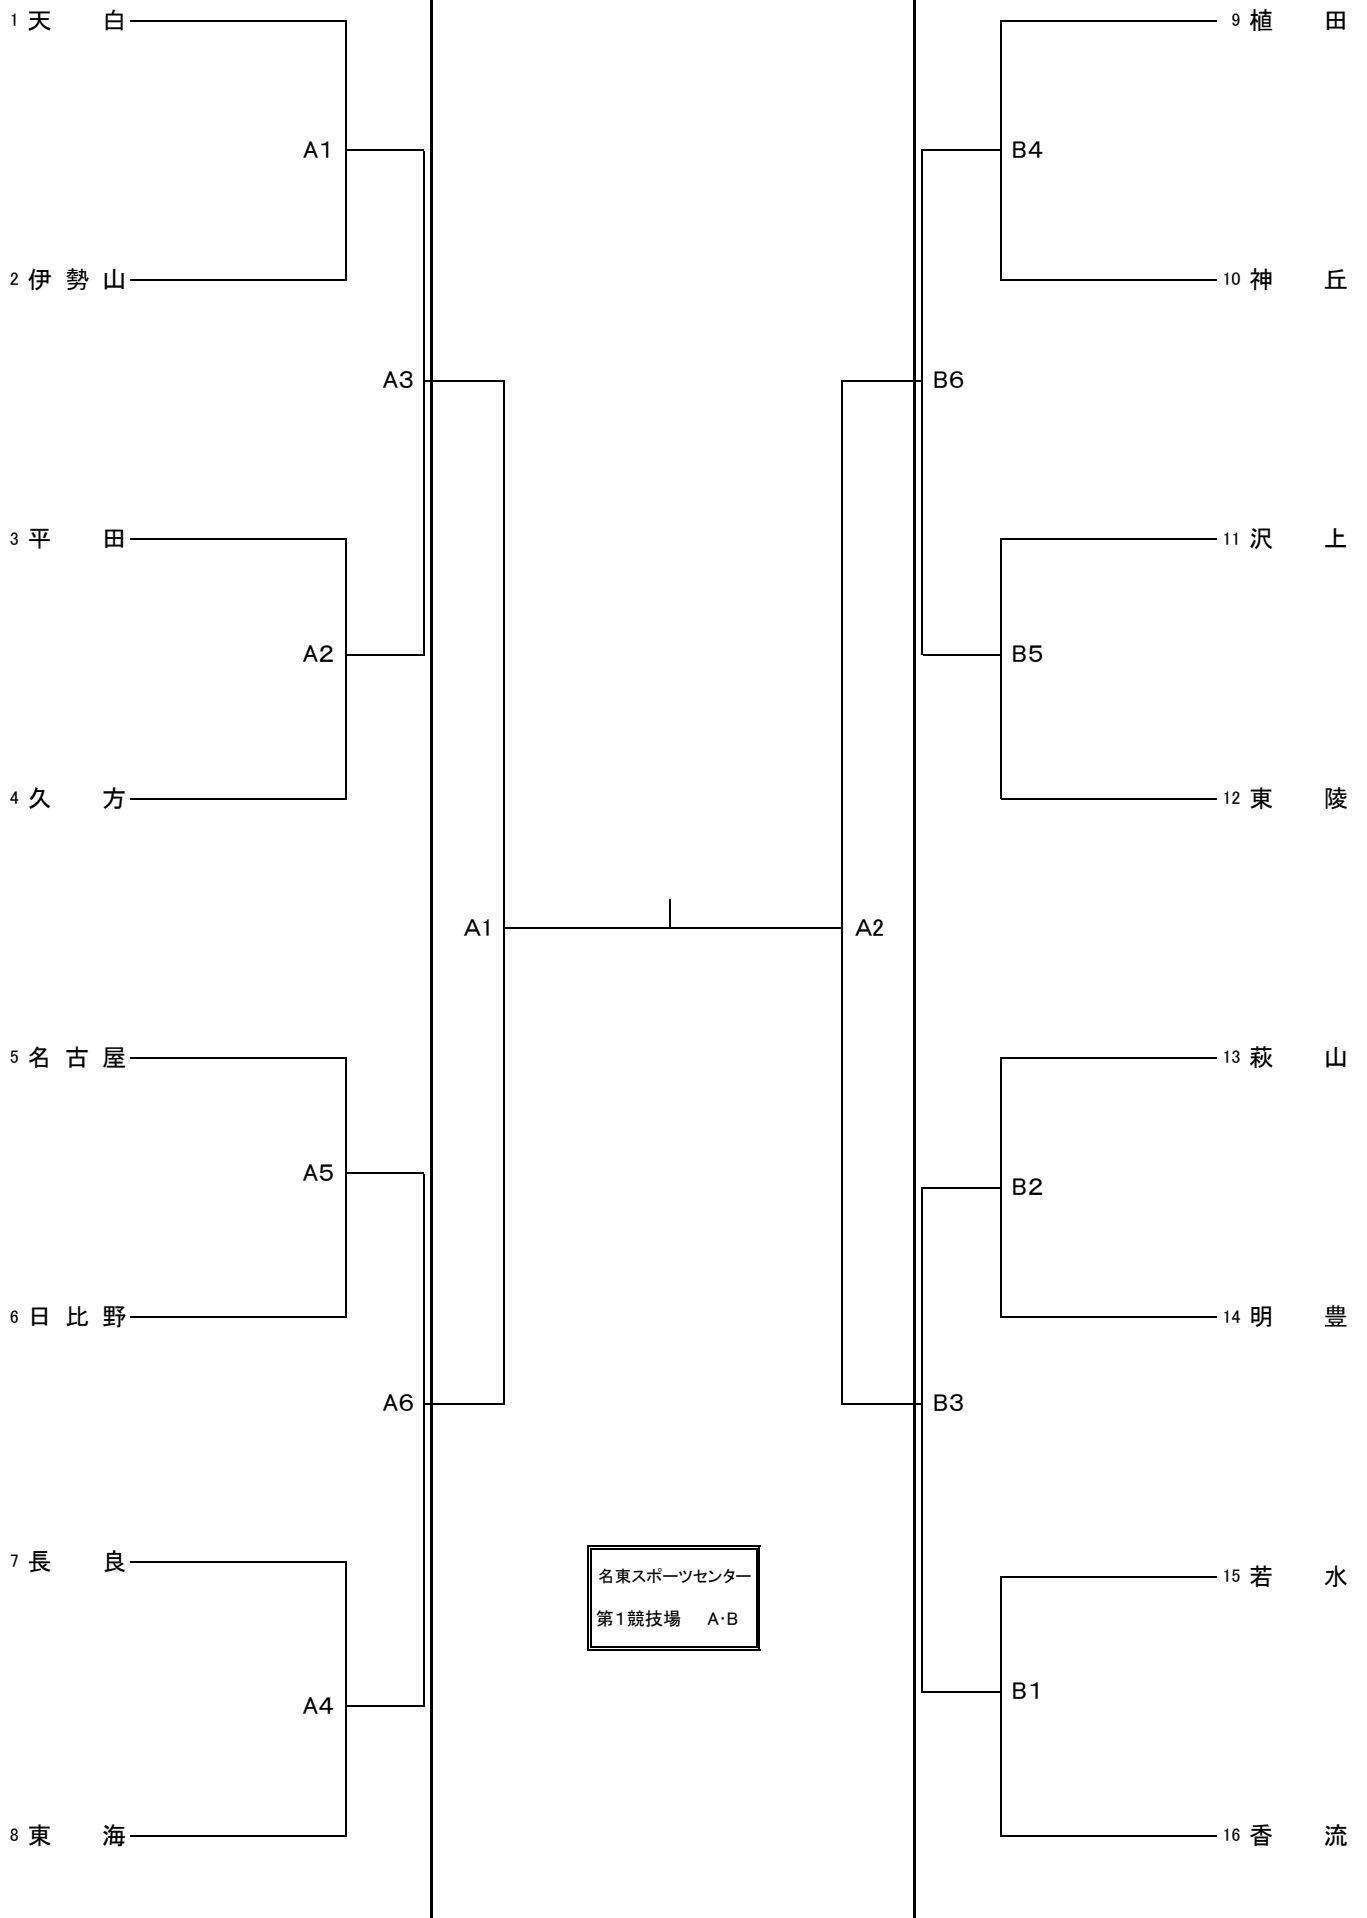 1 天 白
A1
2 伊 勢 山
A3
3 平 田
A2
4 久 方
A1
5 名 古 屋
A5
6 日 比 野
A6
7 長 良
A4
8 東 海
名東スポーツセンター
第1競技場 A・B
9 植 田
B4
10 神 丘
B6
11 沢 上
B5
12 東 陵
A2
13 萩 山
B2
14 明 豊
B3
15 若 水
B1
16 香 流